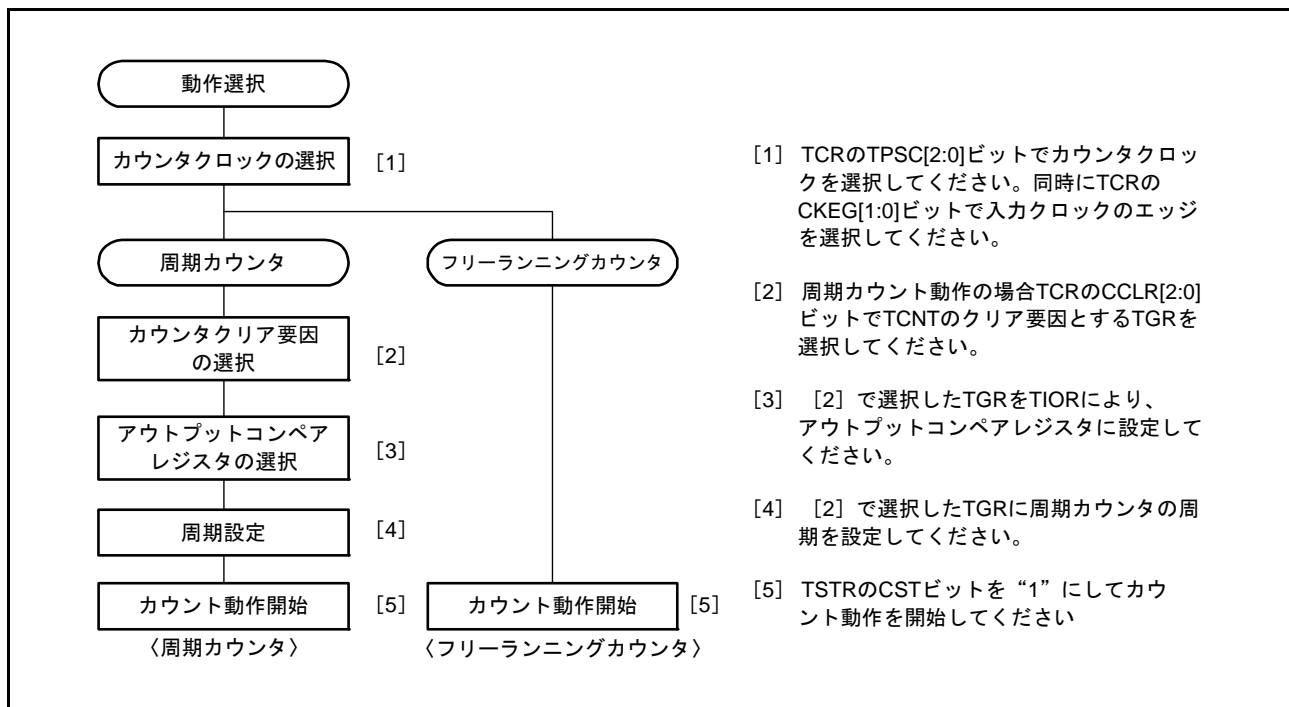 動作選択
カウンタクロックの選択 [1]
周期カウンタ
フリーランニングカウンタ
カウンタクリア要因
の選択
[2]
アウトプットコンペア
レジスタの選択
[3]
周期設定 [4]
カウント動作開始 [5]
カウント動作開始 [5]
〈周期カウンタ〉
〈フリーランニングカウンタ〉
[1] TCRのTPSC[2:0]ビットでカウンタクロッ
クを選択してください。同時にTCRの
CKEG[1:0]ビットで入力クロックのエッジ
を選択してください。
[2] 周期カウント動作の場合TCRのCCLR[2:0]
ビットでTCNTのクリア要因とするTGRを
選択してください。
[3] [2]で選択したTGRをTIORにより、
アウトプットコンペアレジスタに設定して
ください。
[4] [2]で選択したTGRに周期カウンタの周
期を設定してください。
[5] TSTRのCSTビットを“1”にしてカウ
ント動作を開始してください